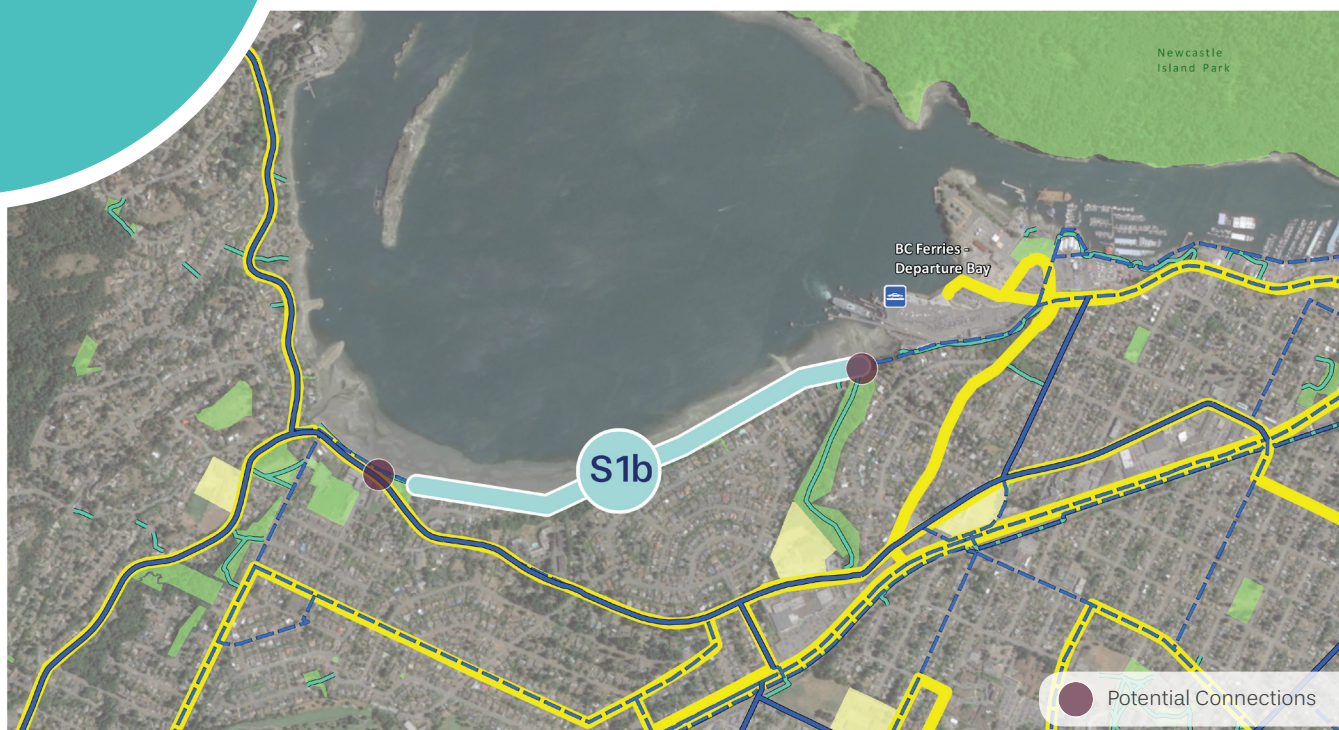 Newcastle
Island Park
BC Ferries -
Departure Bay
S1b
Potential Connections